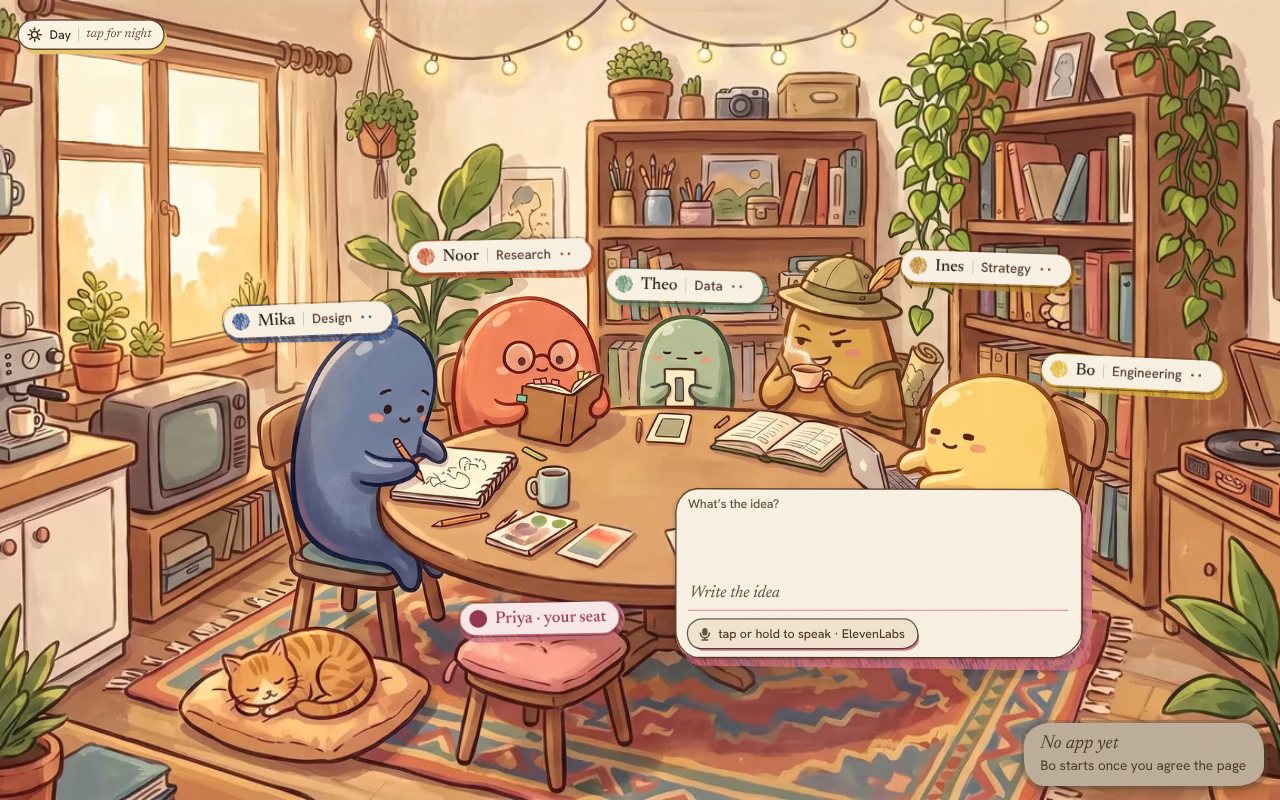 Day | tap for night
Noor | Research
Ines | Strategy
Theo | Data
Mika | Design
Bo | Engineering
What's the idea?
Write the idea
Priya · your seat
tap or hold to speak · ElevenLabs
No app yet
Bo starts once you agree the page